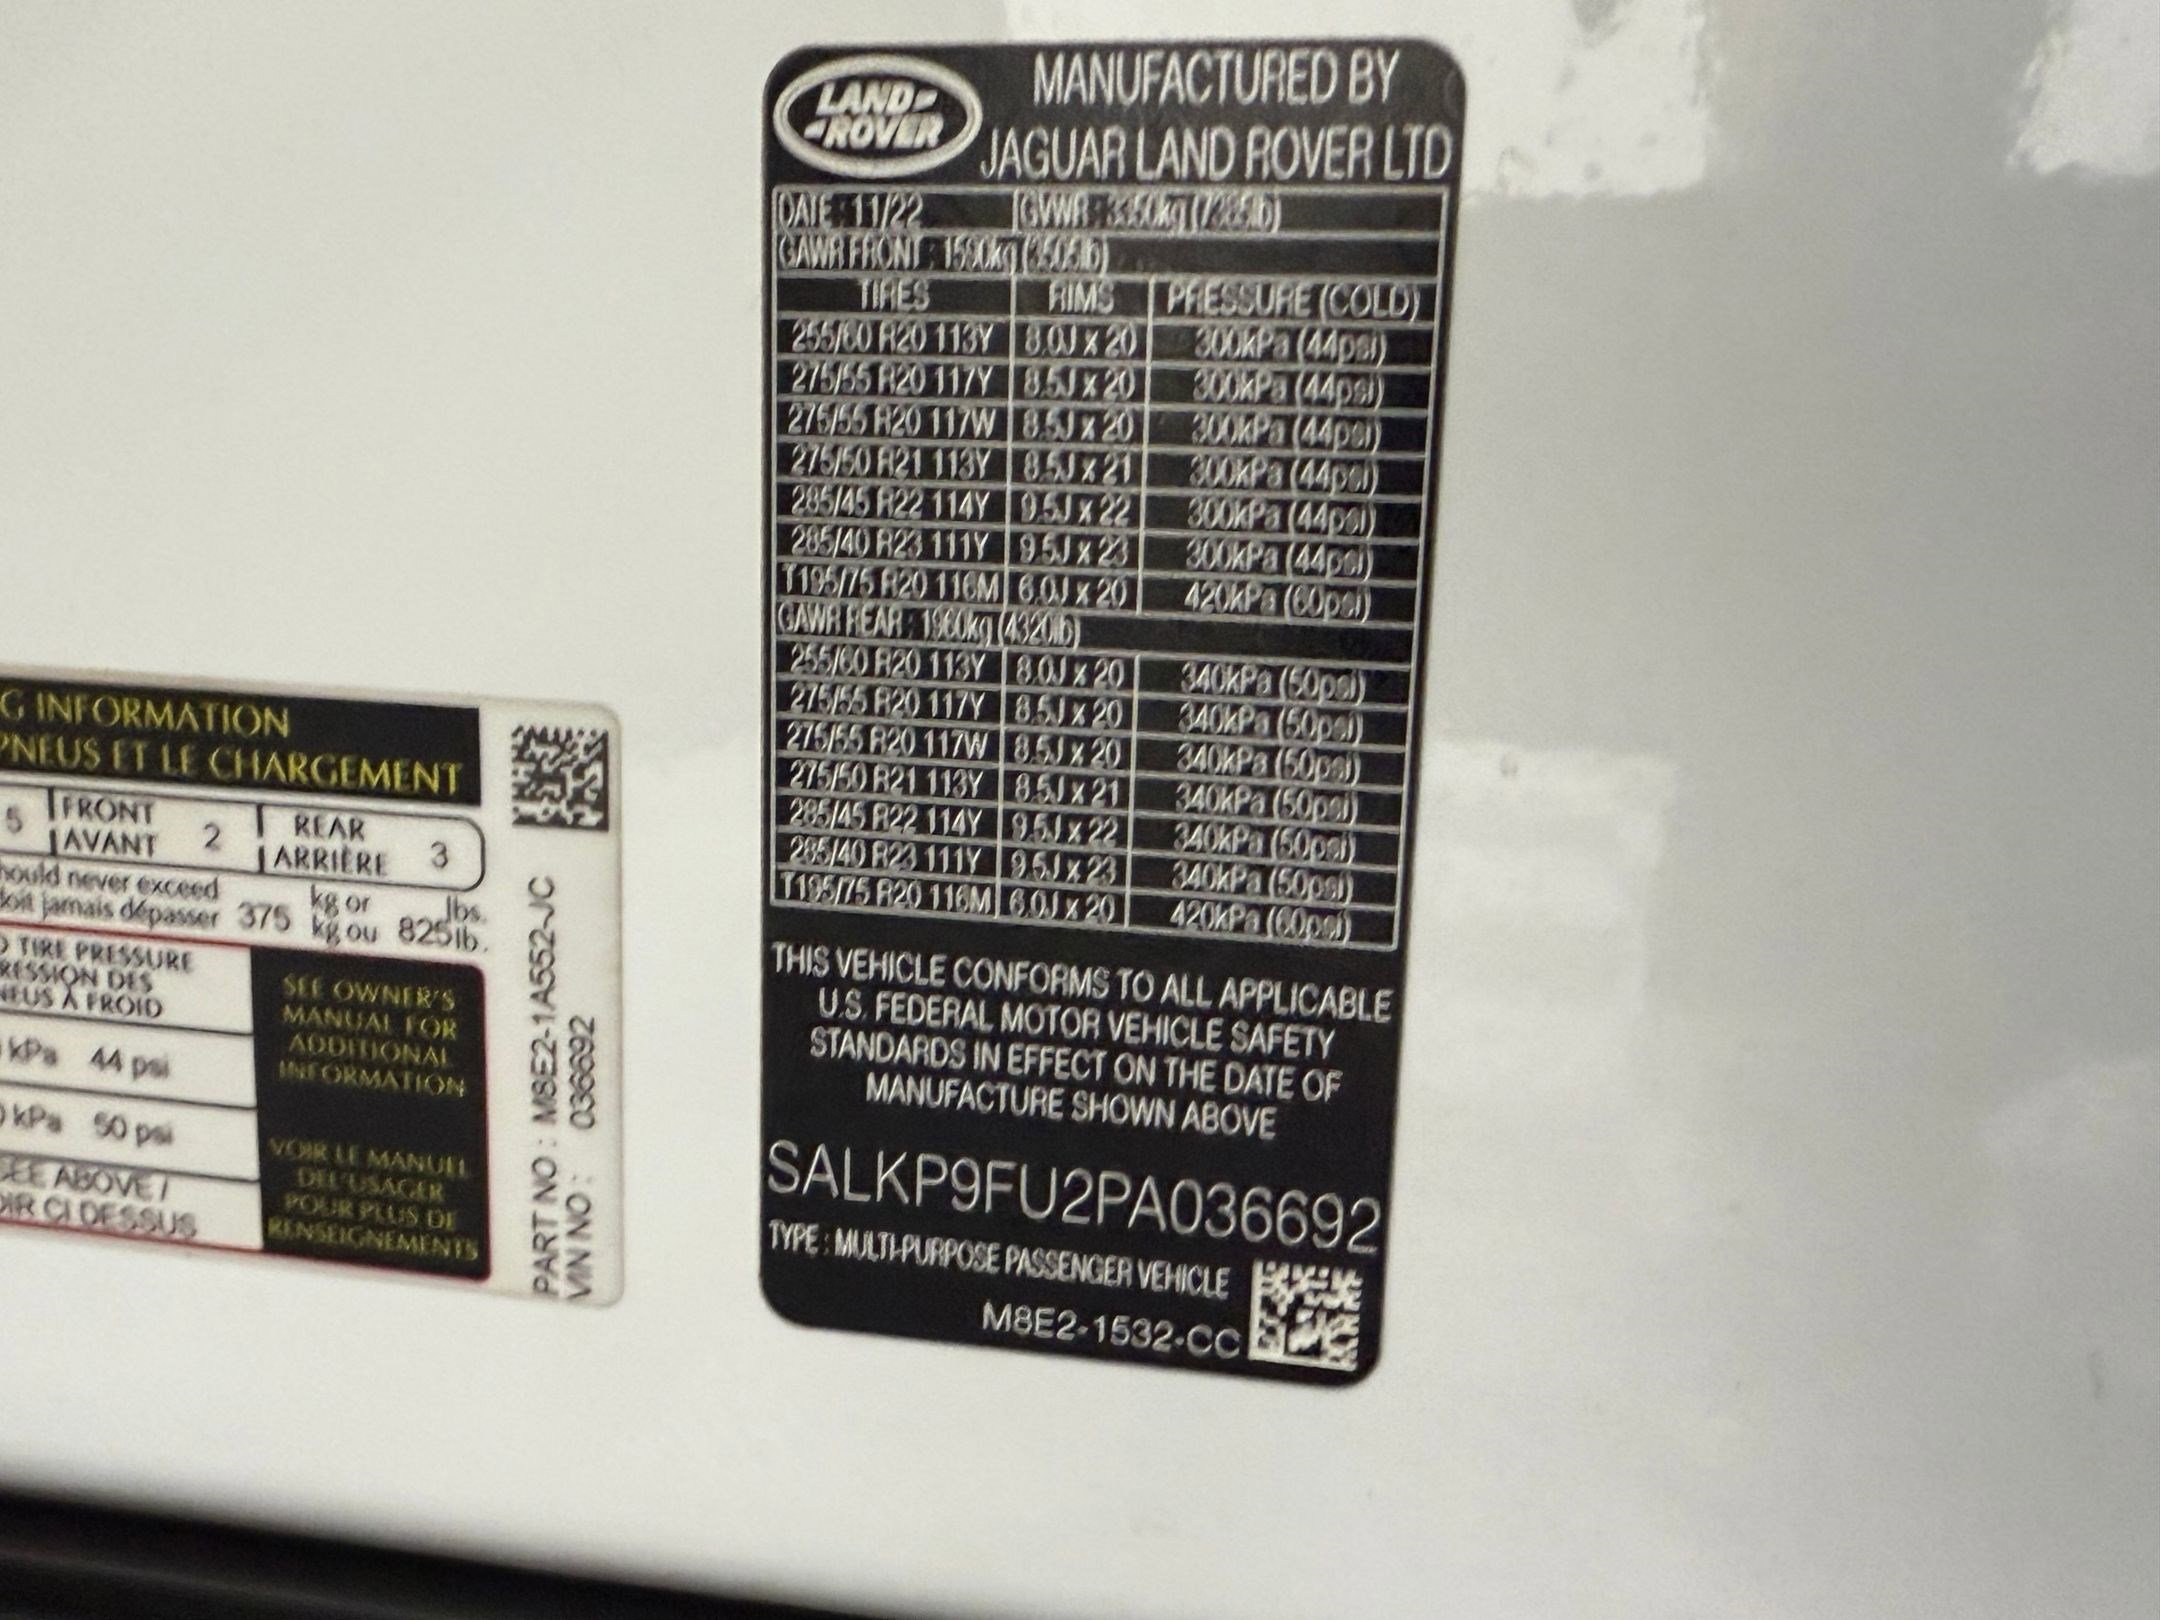 LAND-
-ROVER
MANUFACTURED BY
JAGUAR LAND ROVER LTD
DATE : 11/22 GVWR : 3350kg (7385lb)
GAWR FRONT : 1590kg (3505lb)
TIRES RIMS PRESSURE (COLD)
255/60 R20 113Y 8.0J x 20 300kPa (44psi)
275/55 R20 117Y 8.5J x 20 300kPa (44psi)
275/55 R20 117W 8.5J x 20 300kPa (44psi)
275/50 R21 113Y 8.5J x 21 300kPa (44psi)
285/45 R22 114Y 9.5J x 22 300kPa (44psi)
285/40 R23 111Y 9.5J x 23 300kPa (44psi)
T195/75 R20 116M 6.0J x 20 420kPa (60psi)
GAWR REAR : 1960kg (4320lb)
255/60 R20 113Y 8.0J x 20 340kPa (50psi)
275/55 R20 117Y 8.5J x 20 340kPa (50psi)
275/55 R20 117W 8.5J x 20 340kPa (50psi)
275/50 R21 113Y 8.5J x 21 340kPa (50psi)
285/45 R22 114Y 9.5J x 22 340kPa (50psi)
285/40 R23 111Y 9.5J x 23 340kPa (50psi)
T195/75 R20 116M 6.0J x 20 420kPa (60psi)
THIS VEHICLE CONFORMS TO ALL APPLICABLE
U.S. FEDERAL MOTOR VEHICLE SAFETY
STANDARDS IN EFFECT ON THE DATE OF
MANUFACTURE SHOWN ABOVE
SALKP9FU2PA036692
TYPE : MULTI-PURPOSE PASSENGER VEHICLE
M8E2-1532-CC
G INFORMATION
PNEUS ET LE CHARGEMENT
5 FRONT 2 REAR 3
AVANT ARRIÈRE
hould never exceed 375 kg or 825 lbs.
doit jamais dépasser kg ou lb.
TIRE PRESSURE
RESSION DES
NEUS À FROID
kPa 44 psi
kPa 50 psi
SEE ABOVE /
OIR CI DESSUS
SEE OWNER'S
MANUAL FOR
ADDITIONAL
INFORMATION
VOIR LE MANUEL
DE L'USAGER
POUR PLUS DE
RENSEIGNEMENTS
PART NO : M8E2-1A552-JC
VIN NO : 036692